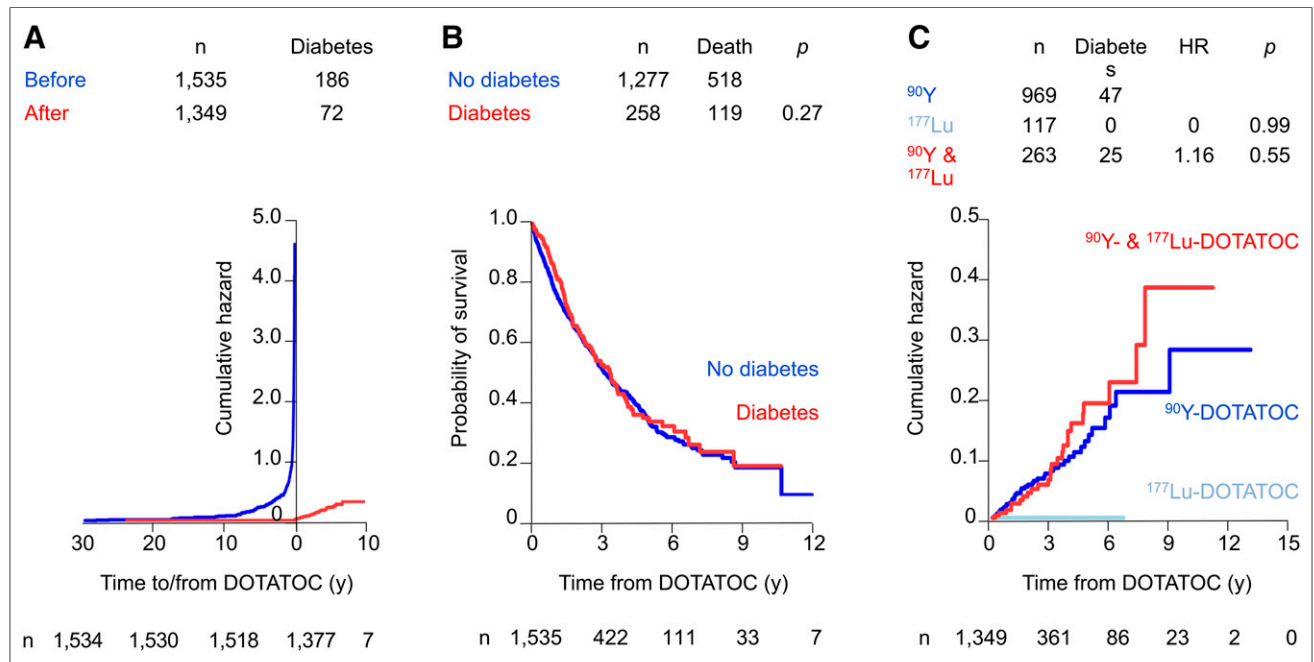 A
n Diabetes
Before 1,535 186
After 1,349 72
5.0
4.0
3.0
2.0
1.0
0
Cumulative hazard
30 20 10 0 10
Time to/from DOTATOC (y)
n 1,534 1,530 1,518 1,377 7
B
n Death p
No diabetes 1,277 518
Diabetes 258 119 0.27
1.0
0.8
0.6
0.4
0.2
0
Probability of survival
No diabetes
Diabetes
0 3 6 9 12
Time from DOTATOC (y)
n 1,535 422 111 33 7
C
n Diabete HR p
s
⁹⁰Y 969 47
¹⁷⁷Lu 117 0 0 0.99
⁹⁰Y & 263 25 1.16 0.55
¹⁷⁷Lu
0.5
0.4
0.3
0.2
0.1
0
Cumulative hazard
⁹⁰Y- & ¹⁷⁷Lu-DOTATOC
⁹⁰Y-DOTATOC
¹⁷⁷Lu-DOTATOC
0 3 6 9 12 15
Time from DOTATOC (y)
n 1,349 361 86 23 2 0